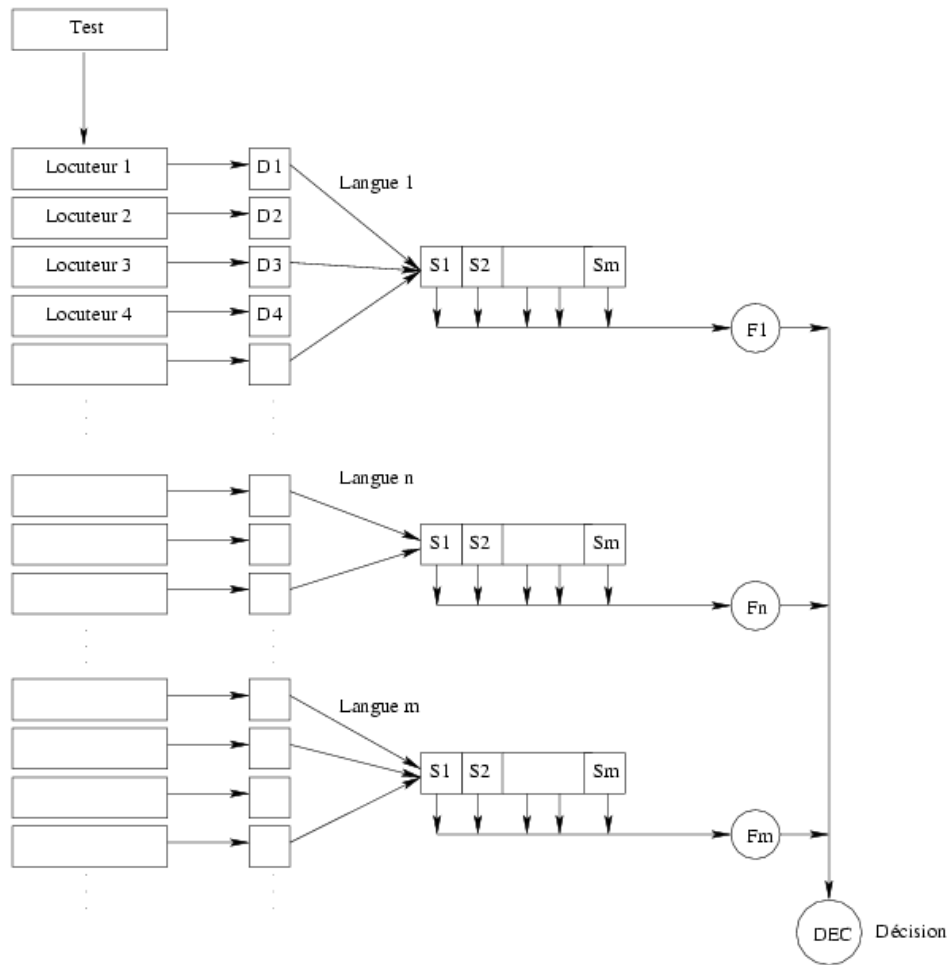 Test
Locuteur 1
D1
Langue 1
Locuteur 2
D2
Locuteur 3
D3
S1
S2
Sm
Locuteur 4
D4
F1
Langue n
S1
S2
Sm
Fn
Langue m
S1
S2
Sm
Fm
DEC
Décision